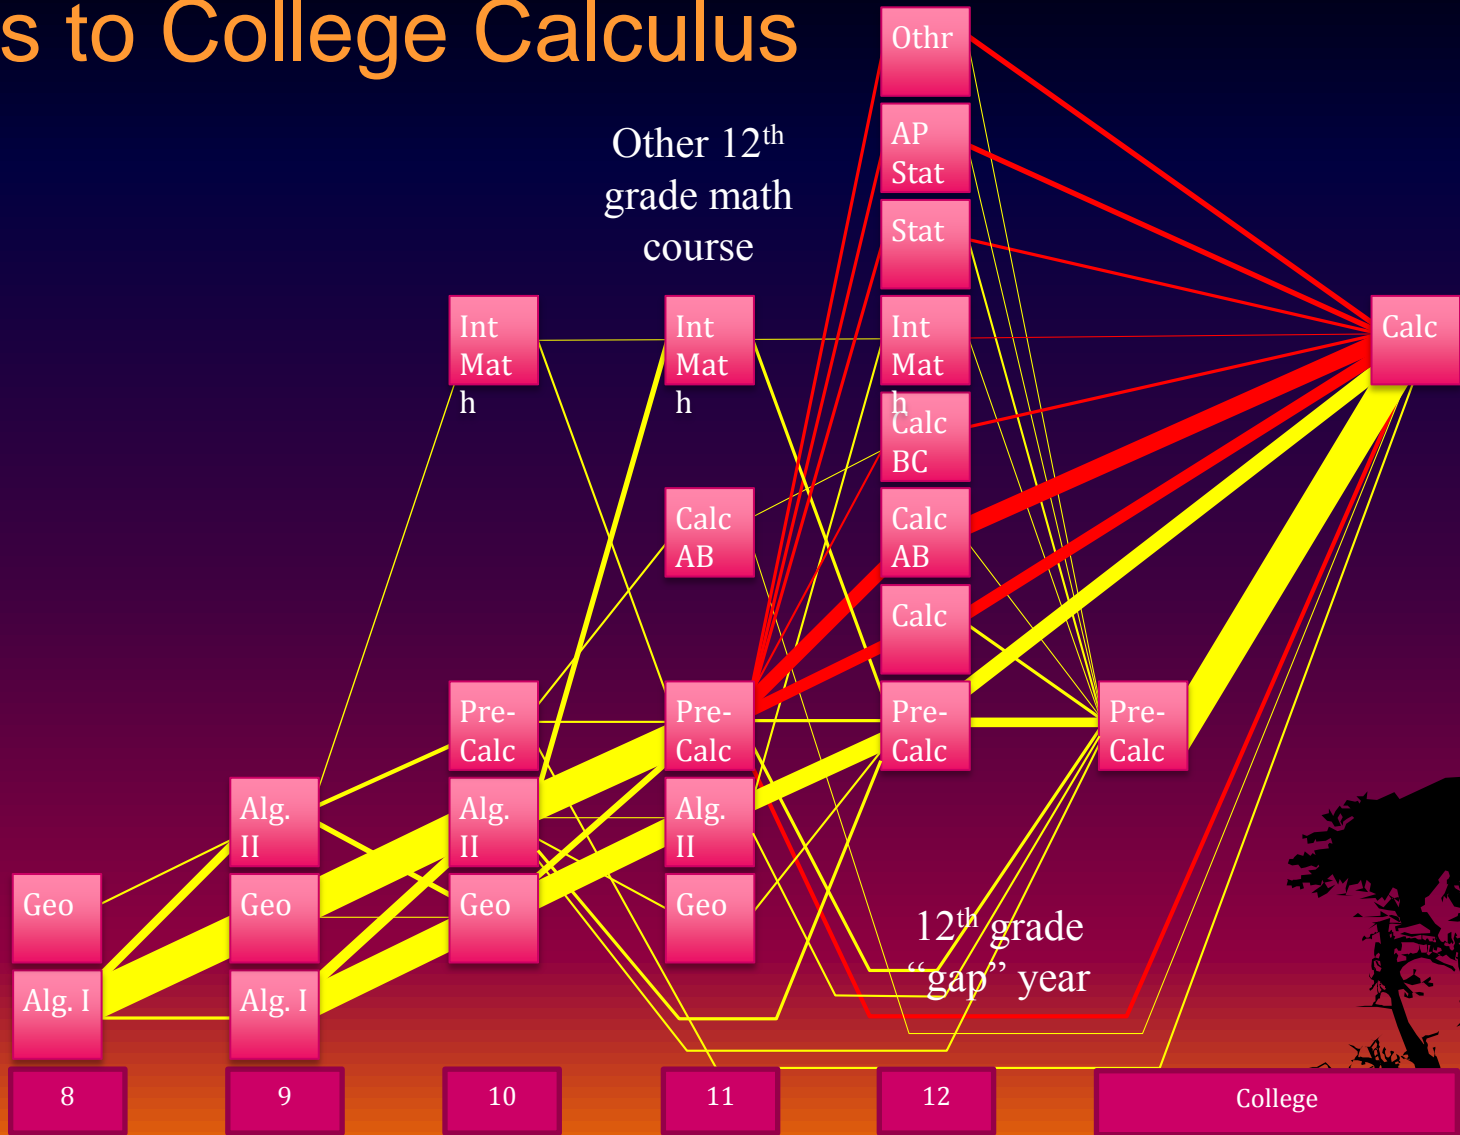 s to College Calculus
Othr
Other 12th
grade math
course
AP
Stat
Stat
Int
Mat
h
Int
Mat
h
Int
Mat
h
Calc
Calc
BC
Calc
AB
Calc
AB
Calc
Pre-
Calc
Pre-
Calc
Pre-
Calc
Pre-
Calc
Alg.
II
Alg.
II
Alg.
II
Geo
Geo
Geo
Geo
12th grade
“gap” year
Alg. I
Alg. I
8
9
10
11
12
College